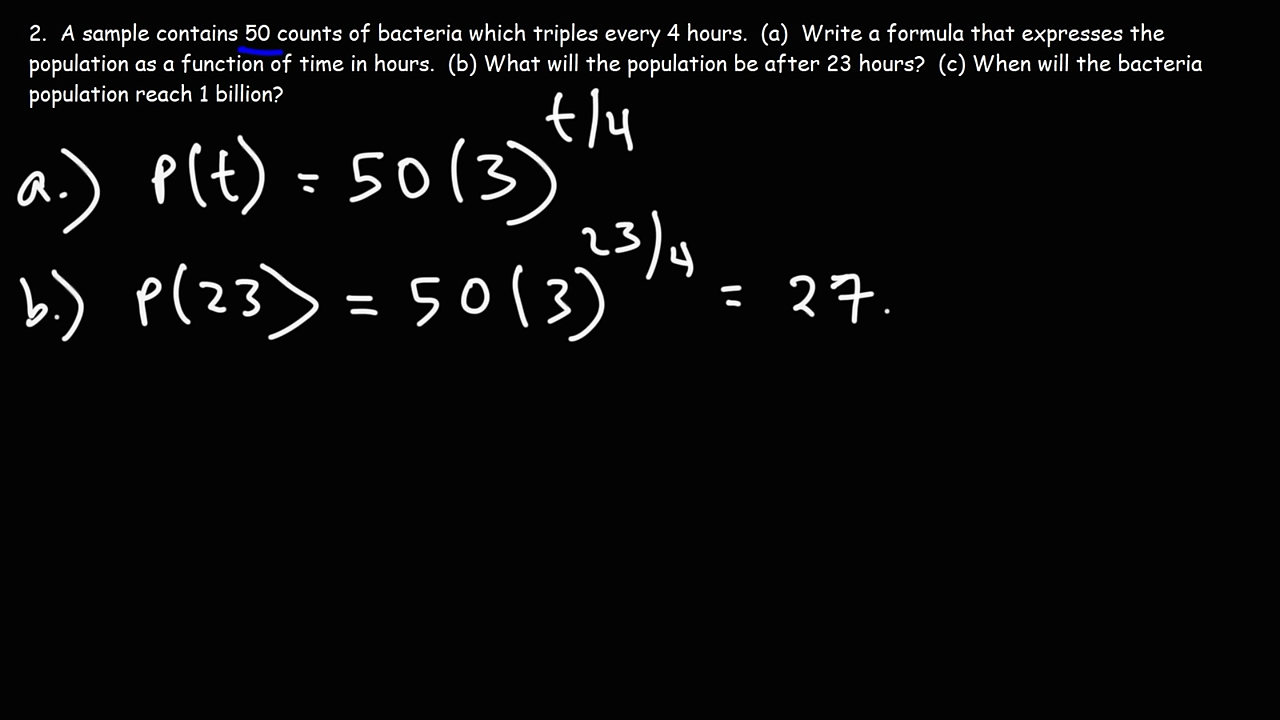 2. A sample contains 50 counts of bacteria which triples every 4 hours. (a) Write a formula that expresses the
population as a function of time in hours. (b) What will the population be after 23 hours? (c) When will the bacteria
population reach 1 billion?
a.) P(t) = 50(3)^t/4
b.) P(23) = 50(3)^23/4 = 27.